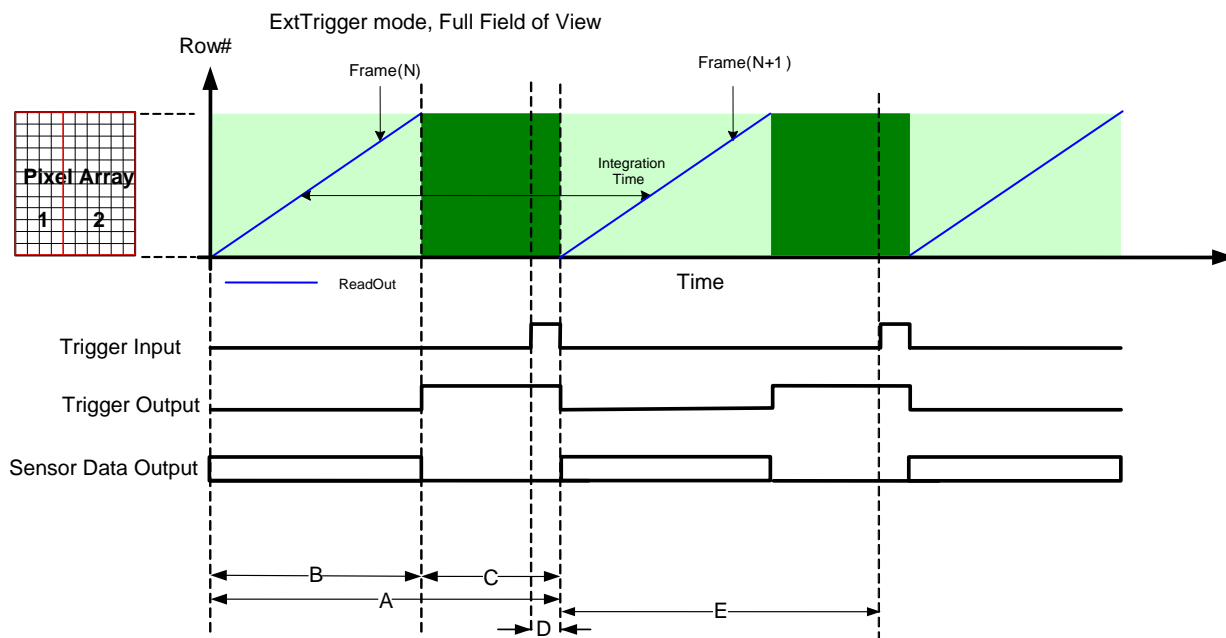 ExtTrigger mode, Full Field of View
Row#
Frame(N)
Frame(N+1)
Pixel Array
1 2
Integration
Time
ReadOut
Time
Trigger Input
Trigger Output
Sensor Data Output
B
C
A
E
D